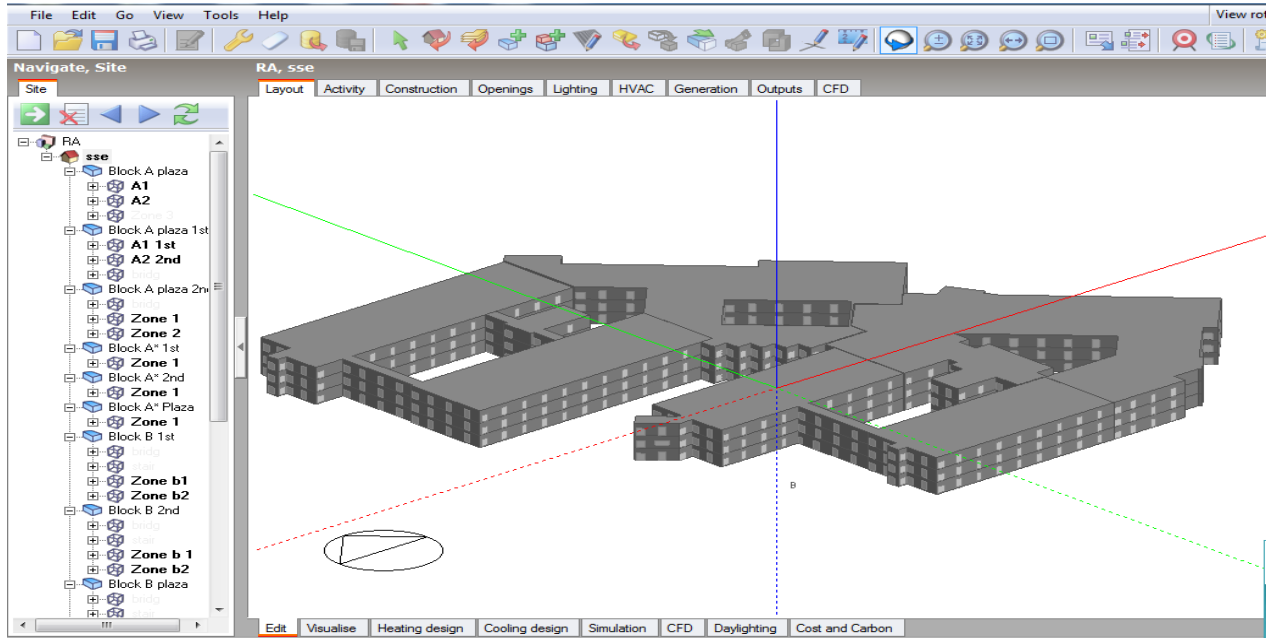 File Edit Go View Tools Help
View rot
Navigate, Site
RA, sse
Site
Layout Activity Construction Openings Lighting HVAC Generation Outputs CFD
RA
sse
Block A plaza
A1
A2
Zone 3
Block A plaza 1st
A1 1st
A2 2nd
bridg
Block A plaza 2n
bridg
Zone 1
Zone 2
Block A* 1st
Zone 1
Block A* 2nd
Zone 1
Block A* Plaza
Zone 1
Block B 1st
bridg
stair
Zone b1
Zone b2
Block B 2nd
bridg
stair
Zone b 1
Zone b2
Block B plaza
bridg
stair
B
Edit Visualise Heating design Cooling design Simulation CFD Daylighting Cost and Carbon